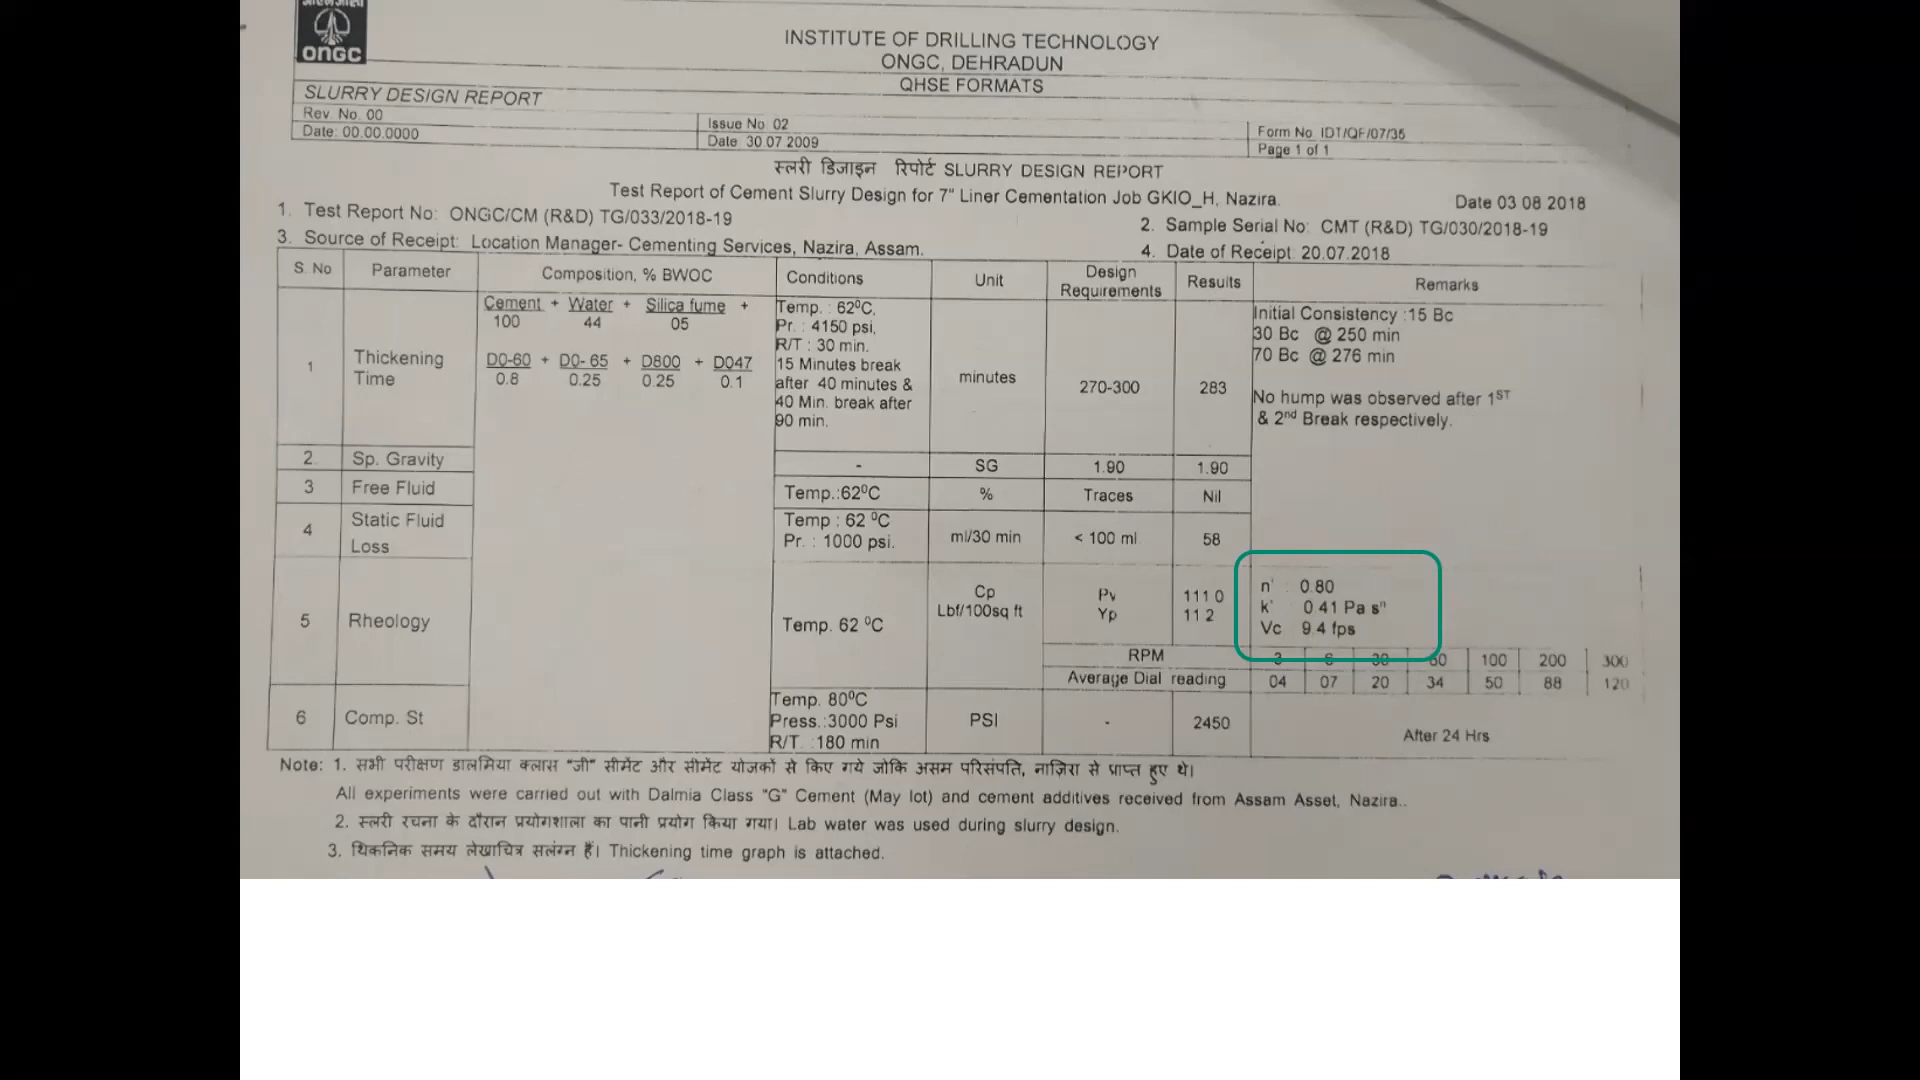 ONGC
INSTITUTE OF DRILLING TECHNOLOGY
ONGC, DEHRADUN
QHSE FORMATS
SLURRY DESIGN REPORT
Rev. No. 00
Date: 00.00.0000
Issue No. 02
Date 30 07 2009
Form No. IDT/QF/07/35
Page 1 of 1
स्लरी डिजाइन रिपोर्ट SLURRY DESIGN REPORT
Test Report of Cement Slurry Design for 7" Liner Cementation Job GKIO_H, Nazira.
Date 03 08 2018
1. Test Report No: ONGC/CM (R&D) TG/033/2018-19
2. Sample Serial No: CMT (R&D) TG/030/2018-19
3. Source of Receipt: Location Manager- Cementing Services, Nazira, Assam.
4. Date of Receipt: 20.07.2018
S. No Parameter Composition, % BWOC Conditions Unit Design Requirements Results Remarks
1 Thickening Time
Cement + Water + Silica fume +
100 44 05
D0-60 + D0- 65 + D800 + D047
0.8 0.25 0.25 0.1
Temp. : 62⁰C,
Pr. : 4150 psi,
R/T : 30 min.
15 Minutes break
after 40 minutes &
40 Min. break after
90 min.
minutes 270-300 283
Initial Consistency :15 Bc
30 Bc @ 250 min
70 Bc @ 276 min
No hump was observed after 1ST
& 2nd Break respectively.
2. Sp. Gravity - SG 1.90 1.90
3 Free Fluid Temp.:62⁰C % Traces Nil
4 Static Fluid Loss
Temp : 62 ⁰C
Pr. : 1000 psi.
ml/30 min < 100 ml 58
5 Rheology Temp. 62 ⁰C
Cp Pv 111 0
Lbf/100sq ft Yp 11 2
n' : 0.80
k' 0 41 Pa sⁿ
Vc 9.4 fps
RPM 3 6 30 60 100 200 300
Average Dial reading 04 07 20 34 50 88 120
6 Comp. St
Temp. 80⁰C
Press.:3000 Psi
R/T :180 min
PSI - 2450 After 24 Hrs
Note: 1. सभी परीक्षण डालमिया क्लास "जी" सीमेंट और सीमेंट योजकों से किए गये जोकि असम परिसंपति, नाज़िरा से प्राप्त हुए थे।
All experiments were carried out with Dalmia Class "G" Cement (May lot) and cement additives received from Assam Asset, Nazira..
2. स्लरी रचना के दौरान प्रयोगशाला का पानी प्रयोग किया गया। Lab water was used during slurry design.
3. थिकनिक समय लेखाचित्र सलंग्न हैं। Thickening time graph is attached.